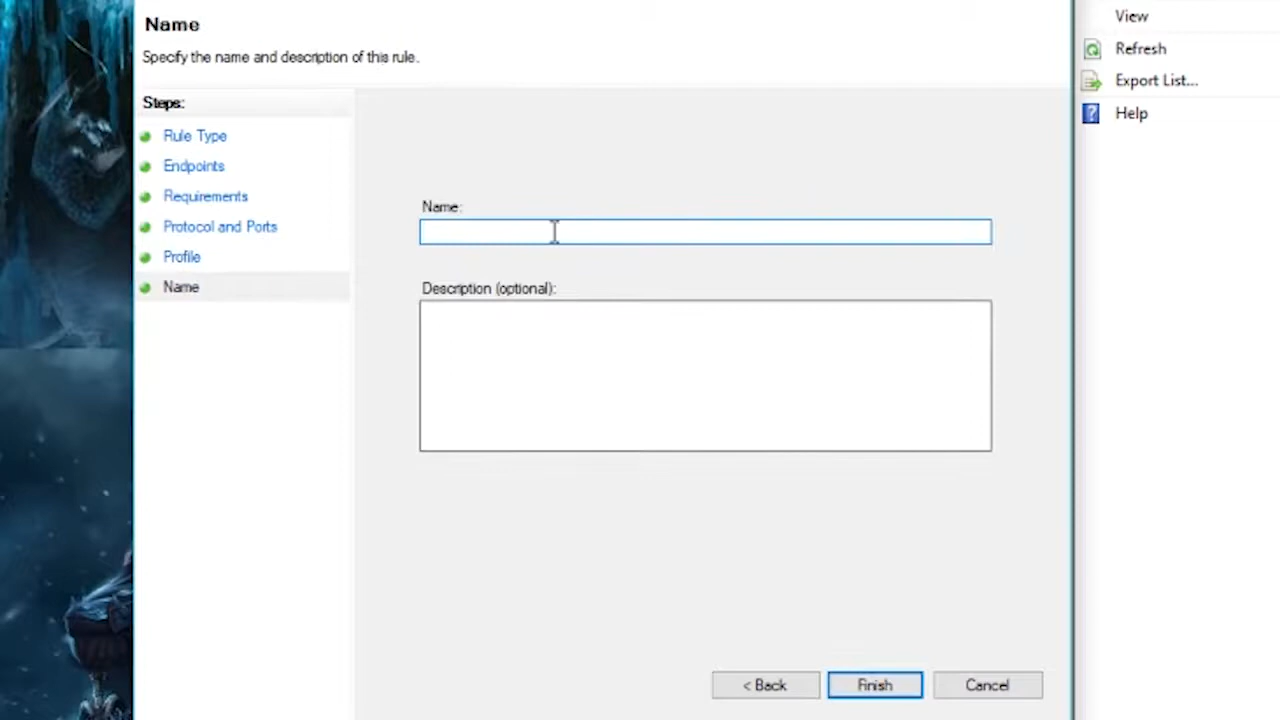 Name
Specify the name and description of this rule.
Steps:
Rule Type
Endpoints
Requirements
Protocol and Ports
Profile
Name
Name:
Description (optional):
< Back
Finish
Cancel
View
Refresh
Export List...
Help